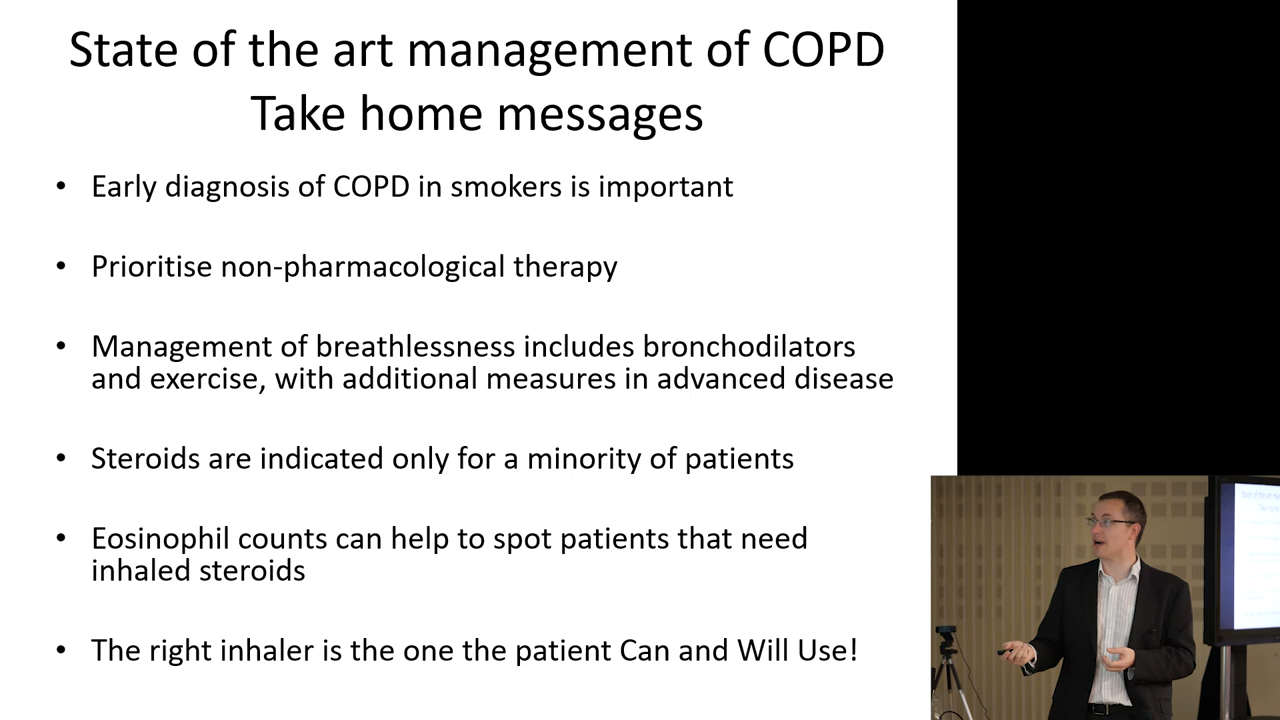 State of the art management of COPD
Take home messages
• Early diagnosis of COPD in smokers is important
• Prioritise non-pharmacological therapy
• Management of breathlessness includes bronchodilators
and exercise, with additional measures in advanced disease
• Steroids are indicated only for a minority of patients
• Eosinophil counts can help to spot patients that need
inhaled steroids
• The right inhaler is the one the patient Can and Will Use!